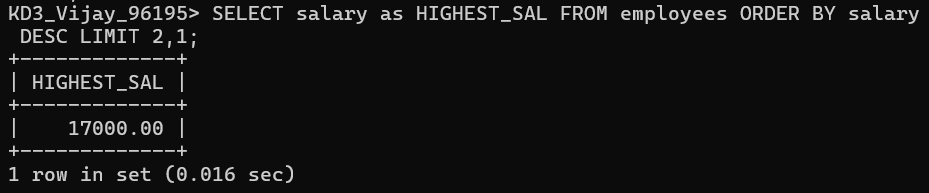 KD3_Vijay_96195> SELECT salary as HIGHEST_SAL FROM employees ORDER BY salary
 DESC LIMIT 2,1;
+-------------+
| HIGHEST_SAL |
+-------------+
|    17000.00 |
+-------------+
1 row in set (0.016 sec)